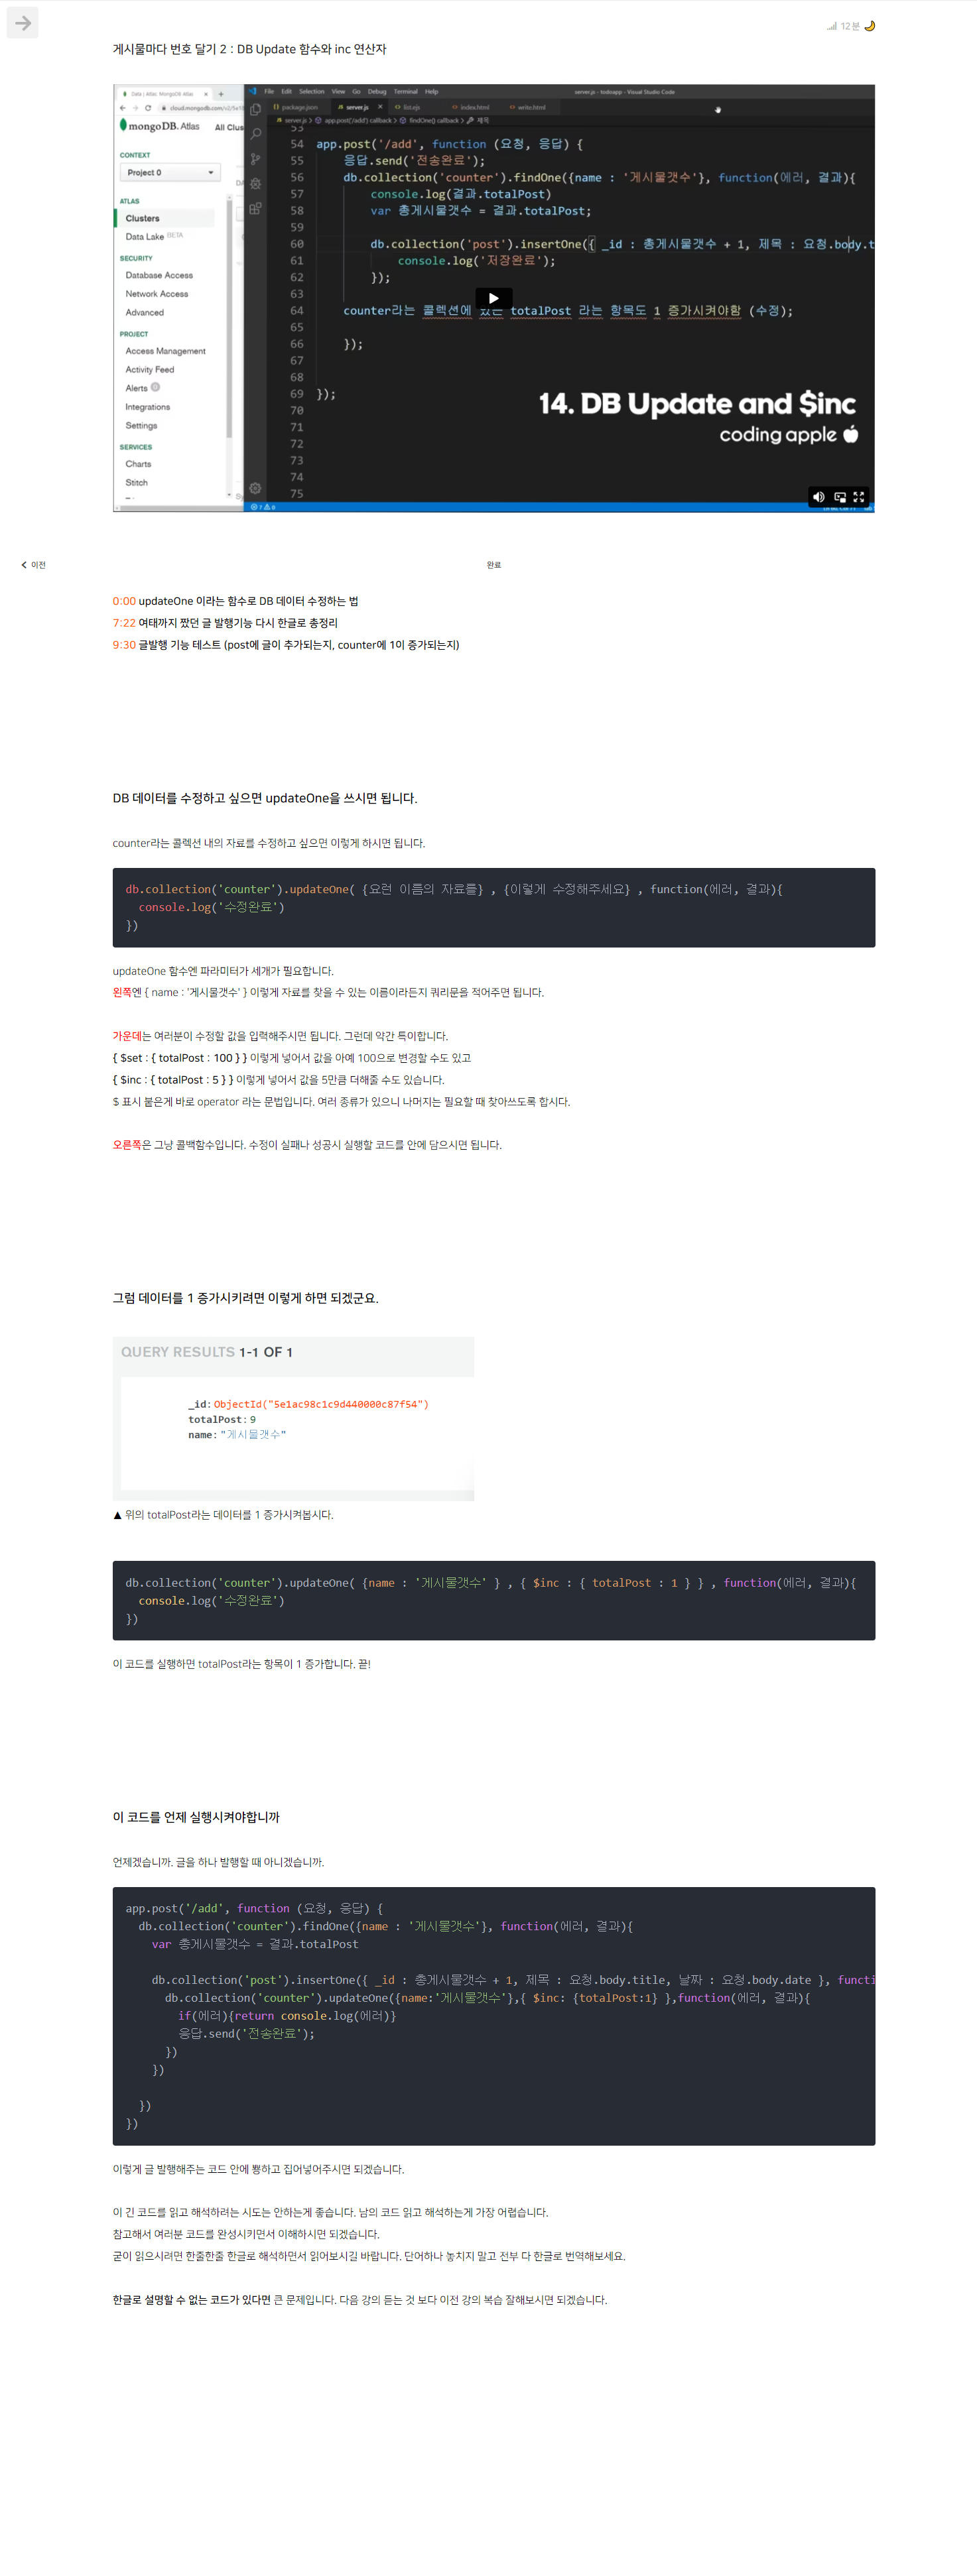 12분
게시물마다 번호 달기 2 : DB Update 함수와 inc 연산자
Data | Atlas: MongoDB Atlas
File Edit Selection View Go Debug Terminal Help
server.js - todoapp - Visual Studio Code
package.json
server.js
list.ejs
index.html
write.html
server.js > app.post('/add') callback > findOne() callback > 제목
mongoDB. Atlas
All Clus
CONTEXT
Project 0
ATLAS
Clusters
Data Lake BETA
SECURITY
Database Access
Network Access
Advanced
PROJECT
Access Management
Activity Feed
Alerts 0
Integrations
Settings
SERVICES
Charts
Stitch
53
54 app.post('/add', function (요청, 응답) {
55 응답.send('전송완료');
56 db.collection('counter').findOne({name : '게시물갯수'}, function(에러, 결과){
57 console.log(결과.totalPost)
58 var 총게시물갯수 = 결과.totalPost;
59
60 db.collection('post').insertOne({ _id : 총게시물갯수 + 1, 제목 : 요청.body.t
61 console.log('저장완료');
62 });
63
64 counter라는 콜렉션에 있는 totalPost 라는 항목도 1 증가시켜야함 (수정);
65
66 });
67
68
69 });
70
71
72
73
74
75
14. DB Update and $inc
coding apple
이전
완료
0:00 updateOne 이라는 함수로 DB 데이터 수정하는 법
7:22 여태까지 짰던 글 발행기능 다시 한글로 총정리
9:30 글발행 기능 테스트 (post에 글이 추가되는지, counter에 1이 증가되는지)
DB 데이터를 수정하고 싶으면 updateOne을 쓰시면 됩니다.
counter라는 콜렉션 내의 자료를 수정하고 싶으면 이렇게 하시면 됩니다.
db.collection('counter').updateOne( {요런 이름의 자료를} , {이렇게 수정해주세요} , function(에러, 결과){
console.log('수정완료')
})
updateOne 함수엔 파라미터가 세개가 필요합니다.
왼쪽엔 { name : '게시물갯수' } 이렇게 자료를 찾을 수 있는 이름이라든지 쿼리문을 적어주면 됩니다.
가운데는 여러분이 수정할 값을 입력해주시면 됩니다. 그런데 약간 특이합니다.
{ $set : { totalPost : 100 } } 이렇게 넣어서 값을 아예 100으로 변경할 수도 있고
{ $inc : { totalPost : 5 } } 이렇게 넣어서 값을 5만큼 더해줄 수도 있습니다.
$ 표시 붙은게 바로 operator 라는 문법입니다. 여러 종류가 있으니 나머지는 필요할 때 찾아쓰도록 합시다.
오른쪽은 그냥 콜백함수입니다. 수정이 실패나 성공시 실행할 코드를 안에 담으시면 됩니다.
그럼 데이터를 1 증가시키려면 이렇게 하면 되겠군요.
QUERY RESULTS 1-1 OF 1
_id: ObjectId("5e1ac98c1c9d440000c87f54")
totalPost: 9
name: "게시물갯수"
▲ 위의 totalPost라는 데이터를 1 증가시켜봅시다.
db.collection('counter').updateOne( {name : '게시물갯수' } , { $inc : { totalPost : 1 } } , function(에러, 결과){
console.log('수정완료')
})
이 코드를 실행하면 totalPost라는 항목이 1 증가합니다. 끝!
이 코드를 언제 실행시켜야합니까
언제겠습니까. 글을 하나 발행할 때 아니겠습니까.
app.post('/add', function (요청, 응답) {
db.collection('counter').findOne({name : '게시물갯수'}, function(에러, 결과){
var 총게시물갯수 = 결과.totalPost
db.collection('post').insertOne({ _id : 총게시물갯수 + 1, 제목 : 요청.body.title, 날짜 : 요청.body.date }, functi
db.collection('counter').updateOne({name:'게시물갯수'},{ $inc: {totalPost:1} },function(에러, 결과){
if(에러){return console.log(에러)}
응답.send('전송완료');
})
})
})
})
이렇게 글 발행해주는 코드 안에 뿅하고 집어넣어주시면 되겠습니다.
이 긴 코드를 읽고 해석하려는 시도는 안하는게 좋습니다. 남의 코드 읽고 해석하는게 가장 어렵습니다.
참고해서 여러분 코드를 완성시키면서 이해하시면 되겠습니다.
굳이 읽으시려면 한줄한줄 한글로 해석하면서 읽어보시길 바랍니다. 단어하나 놓치지 말고 전부 다 한글로 번역해보세요.
한글로 설명할 수 없는 코드가 있다면 큰 문제입니다. 다음 강의 듣는 것 보다 이전 강의 복습 잘해보시면 되겠습니다.